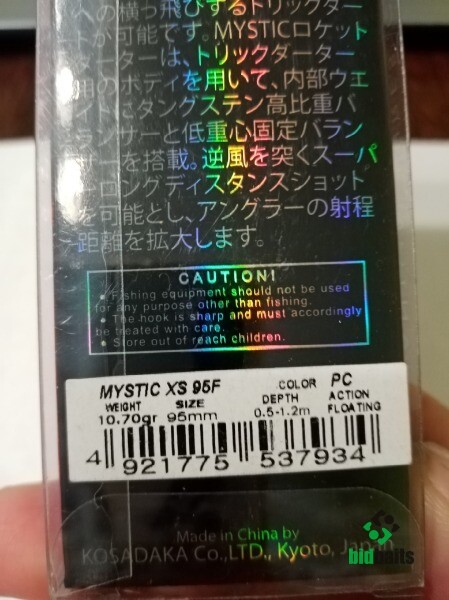 への横っ飛びするトリックダー
トが可能です。MYSTICロケット
ダーターは、トリックダーター
用のボディを用いて、内部ウエ
イトにタングステン高比重バ
ランサーと低重心固定バラン
サーを搭載。逆風を突くスーパ
ーロングディスタンスショット
を可能とし、アングラーの射程
距離を拡大します。
CAUTION!
● Fishing equipment should not be used
for any purpose other than fishing.
● The hook is sharp and must accordingly
be treated with care.
● Store out of reach children.
MYSTIC XS 95F COLOR PC
WEIGHT SIZE DEPTH ACTION
10.70gr 95mm 0.5-1.2m FLOATING
4 921775 537934
Made in China by
KOSADAKA Co.,LTD., Kyoto, Japan
bidbaits